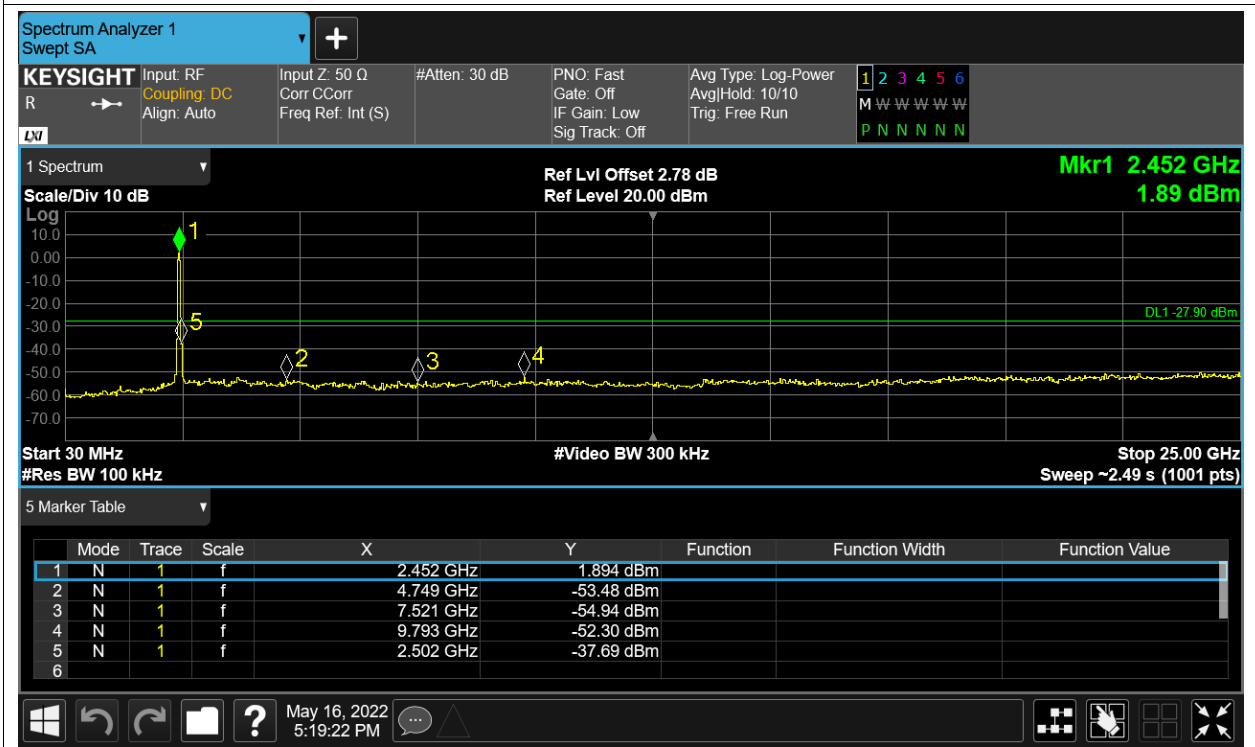 Spectrum Analyzer 1
Swept SA
KEYSIGHT
R
LXI
Input: RF
Coupling: DC
Align: Auto
Input Z: 50 Ω
Corr CCorr
Freq Ref: Int (S)
#Atten: 30 dB
PNO: Fast
Gate: Off
IF Gain: Low
Sig Track: Off
Avg Type: Log-Power
Avg|Hold: 10/10
Trig: Free Run
1 2 3 4 5 6
M W W W W W
P N N N N N
1 Spectrum
Scale/Div 10 dB
Ref Lvl Offset 2.78 dB
Ref Level 20.00 dBm
Mkr1 2.452 GHz
1.89 dBm
Log
10.0
0.00
-10.0
-20.0
-30.0
-40.0
-50.0
-60.0
-70.0
1
5
2
3
4
DL1 -27.90 dBm
Start 30 MHz
#Video BW 300 kHz
Stop 25.00 GHz
#Res BW 100 kHz
Sweep ~2.49 s (1001 pts)
5 Marker Table
Mode Trace Scale X Y Function Function Width Function Value
1 N 1 f 2.452 GHz 1.894 dBm
2 N 1 f 4.749 GHz -53.48 dBm
3 N 1 f 7.521 GHz -54.94 dBm
4 N 1 f 9.793 GHz -52.30 dBm
5 N 1 f 2.502 GHz -37.69 dBm
6
?
May 16, 2022
5:19:22 PM